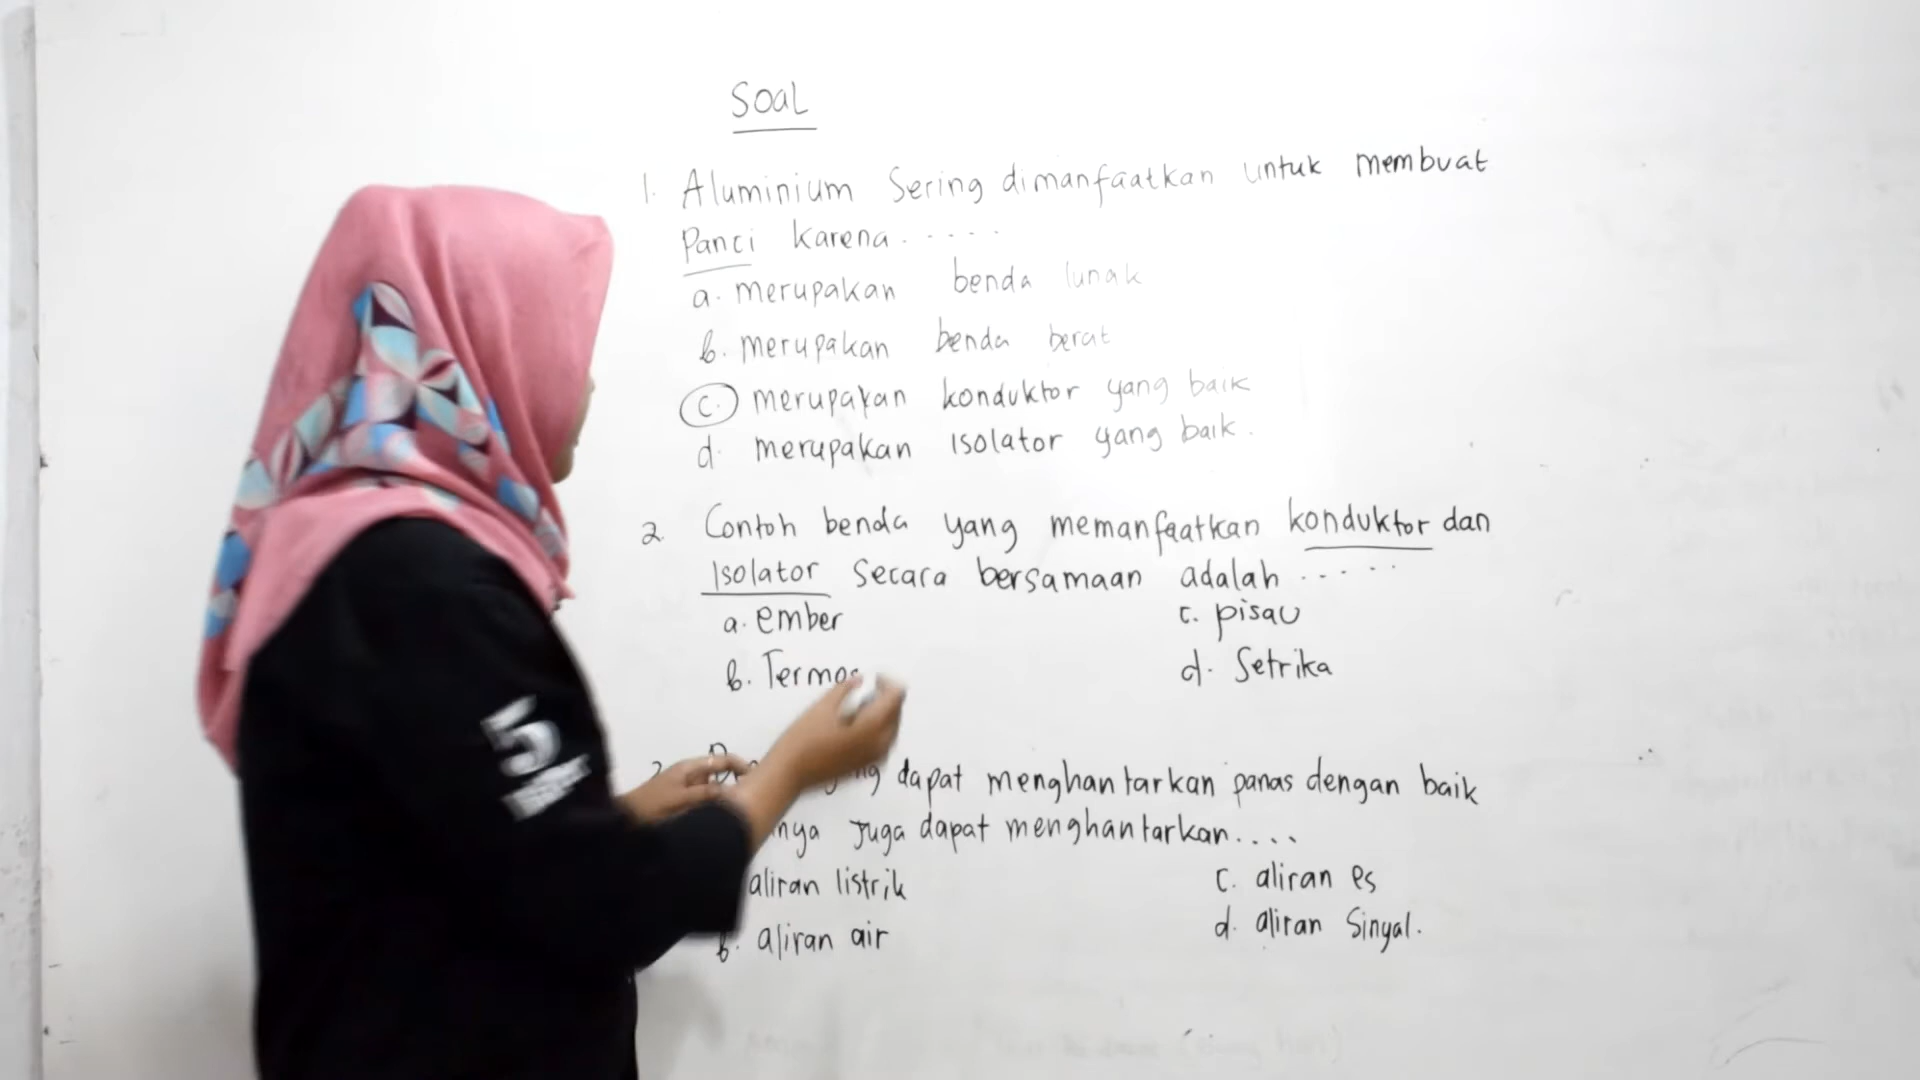 Soal
1. Aluminium Sering dimanfaatkan untuk membuat
Panci karena . . . . .
a. merupakan benda lunak
b. merupakan benda berat
c. merupakan konduktor yang baik
d. merupakan Isolator yang baik.
2. Contoh benda yang memanfaatkan konduktor dan
Isolator Secara bersamaan adalah . . . . .
a. ember
c. pisau
b. Termos
d. Setrika
dapat menghantarkan panas dengan baik
juga dapat menghantarkan....
aliran listrik
c. aliran es
b. aliran air
d. aliran Sinyal.
5